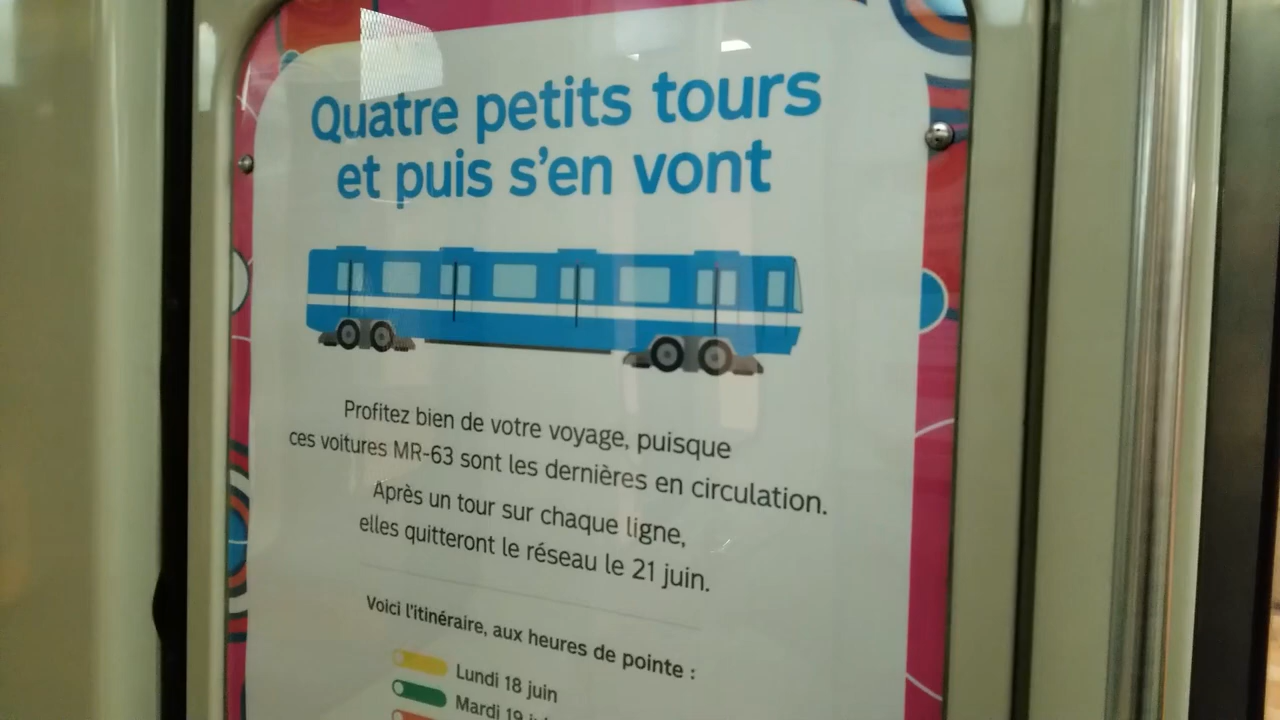 Quatre petits tours
et puis s'en vont
Profitez bien de votre voyage, puisque
ces voitures MR-63 sont les dernières en circulation.
Après un tour sur chaque ligne,
elles quitteront le réseau le 21 juin.
Voici l'itinéraire, aux heures de pointe :
Lundi 18 juin
Mardi 19